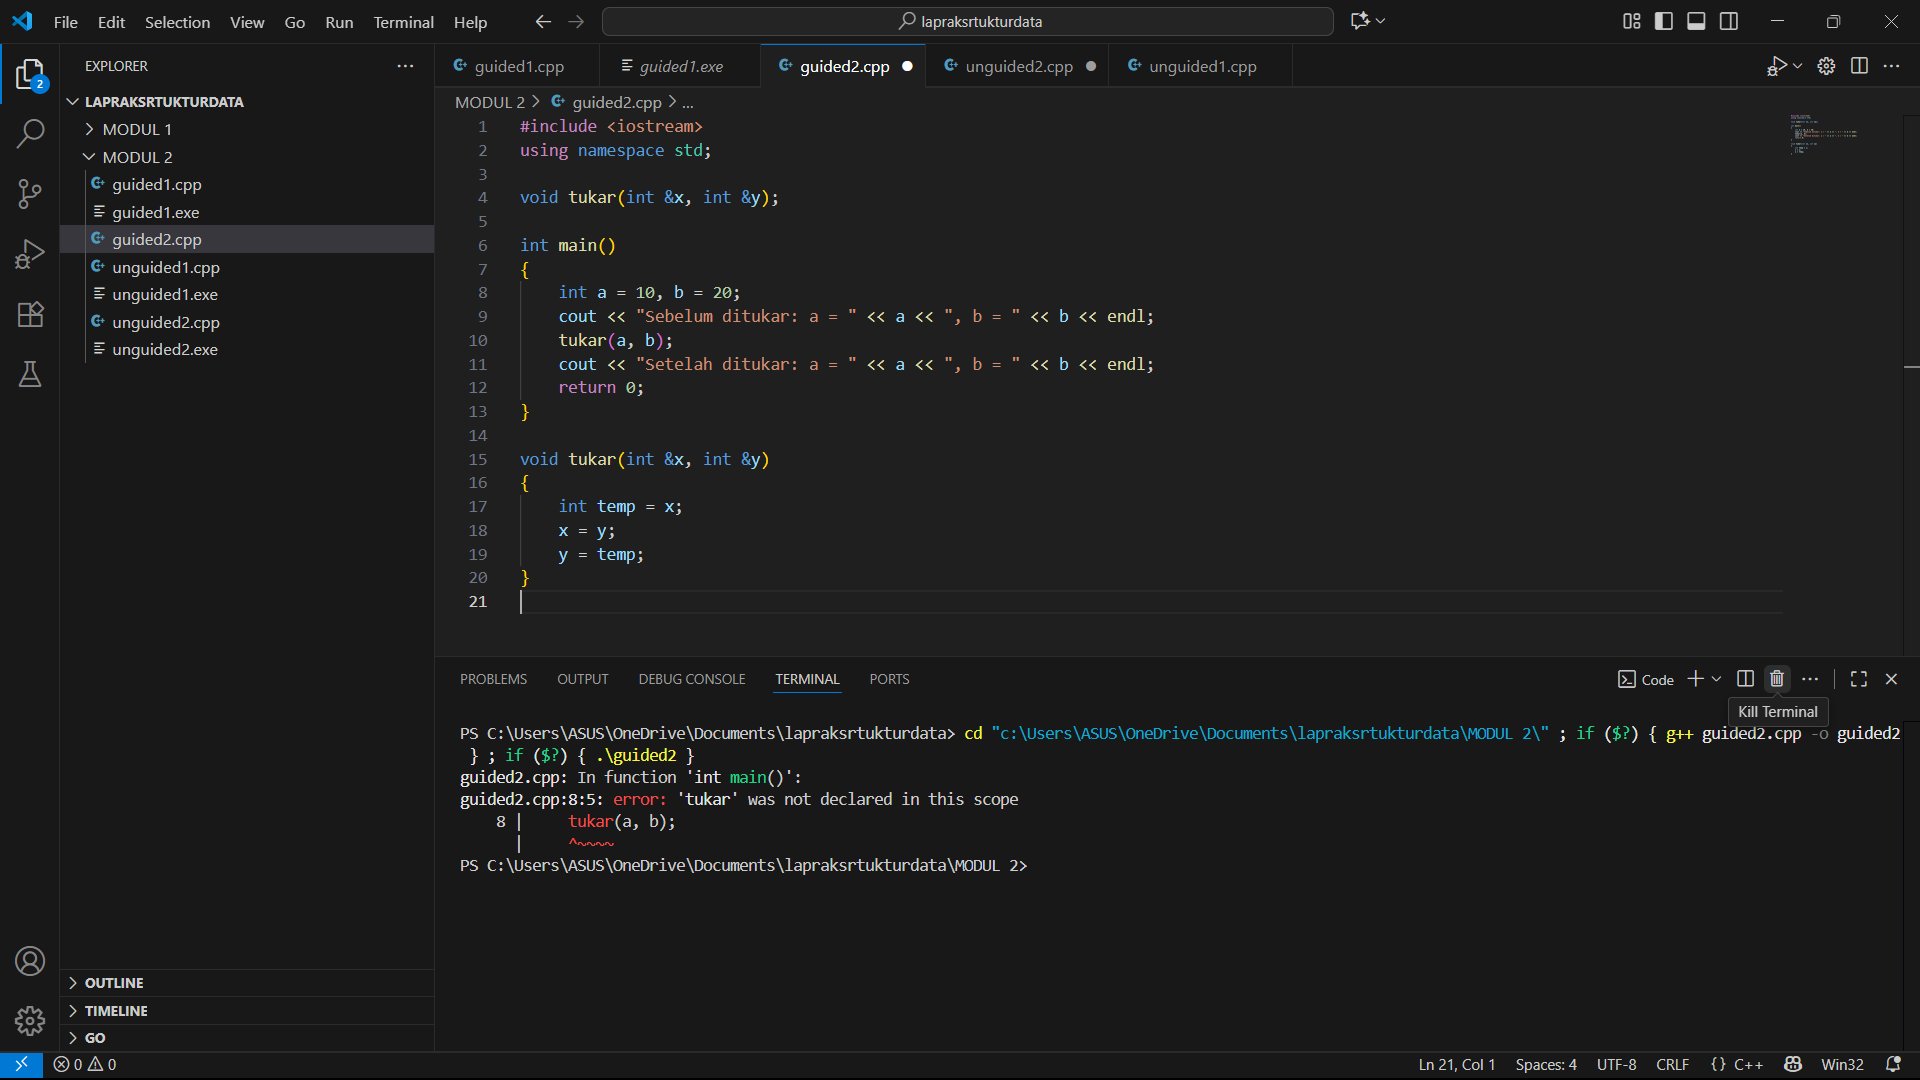 File Edit Selection View Go Run Terminal Help
lapraksrtukturdata
EXPLORER
2
LAPRAKSRTUKTURDATA
MODUL 1
MODUL 2
guided1.cpp
guided1.exe
guided2.cpp
unguided1.cpp
unguided1.exe
unguided2.cpp
unguided2.exe
OUTLINE
TIMELINE
GO
guided1.cpp guided1.exe guided2.cpp unguided2.cpp unguided1.cpp
MODUL 2 > guided2.cpp > ...
1 #include <iostream>
2 using namespace std;
3
4 void tukar(int &x, int &y);
5
6 int main()
7 {
8 int a = 10, b = 20;
9 cout << "Sebelum ditukar: a = " << a << ", b = " << b << endl;
10 tukar(a, b);
11 cout << "Setelah ditukar: a = " << a << ", b = " << b << endl;
12 return 0;
13 }
14
15 void tukar(int &x, int &y)
16 {
17 int temp = x;
18 x = y;
19 y = temp;
20 }
21
PROBLEMS OUTPUT DEBUG CONSOLE TERMINAL PORTS
Code
Kill Terminal
PS C:\Users\ASUS\OneDrive\Documents\lapraksrtukturdata> cd "c:\Users\ASUS\OneDrive\Documents\lapraksrtukturdata\MODUL 2\" ; if ($?) { g++ guided2.cpp -o guided2
} ; if ($?) { .\guided2 }
guided2.cpp: In function 'int main()':
guided2.cpp:8:5: error: 'tukar' was not declared in this scope
8 | tukar(a, b);
| ^~~~~
PS C:\Users\ASUS\OneDrive\Documents\lapraksrtukturdata\MODUL 2>
0 0
Ln 21, Col 1 Spaces: 4 UTF-8 CRLF {} C++ Win32